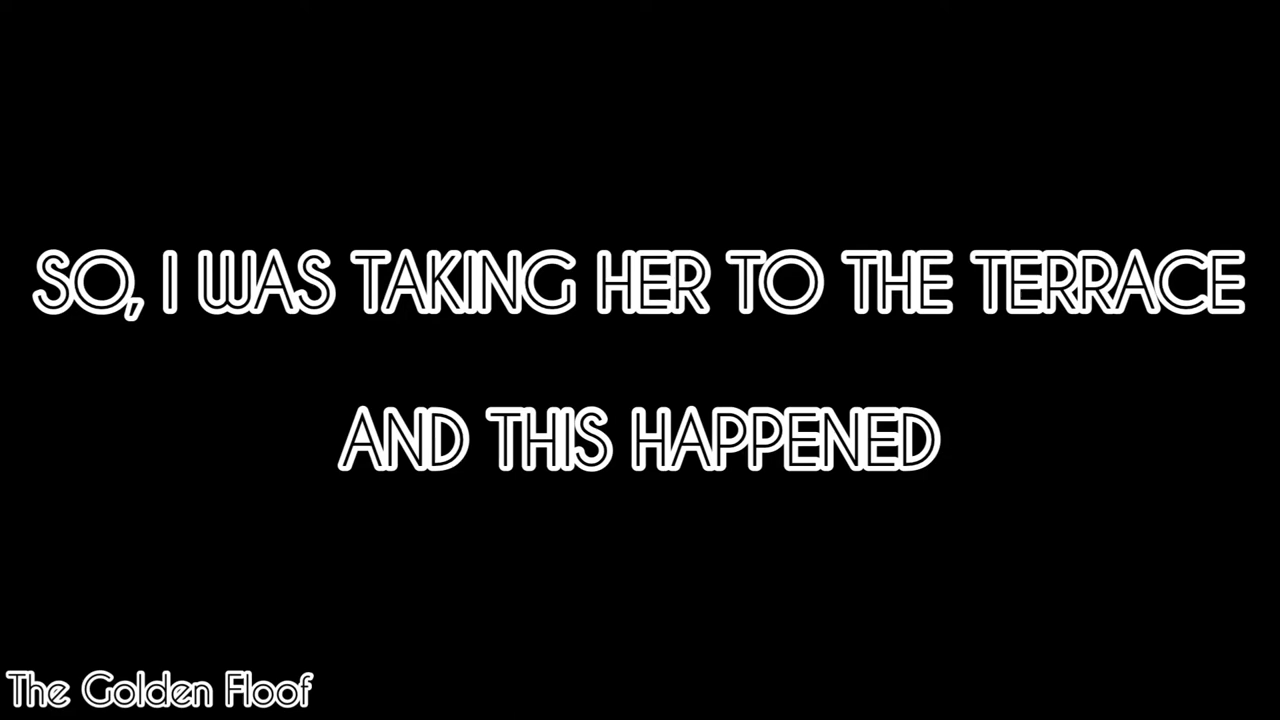 SO, I WAS TAKING HER TO THE TERRACE
AND THIS HAPPENED
The Golden Floof